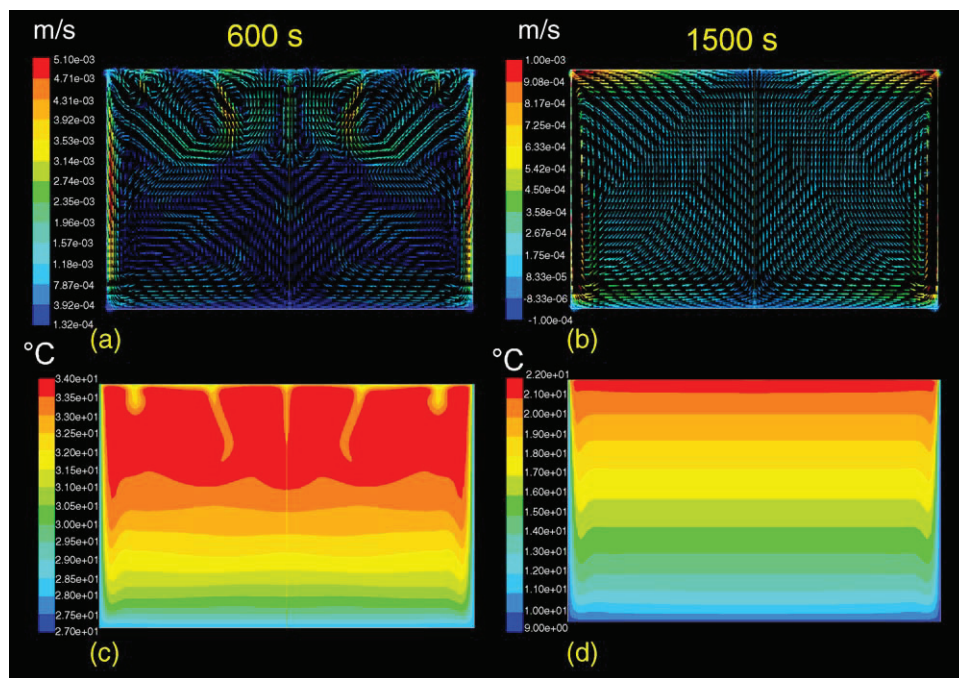 m/s
600 s
5.10e-03
4.71e-03
4.31e-03
3.92e-03
3.53e-03
3.14e-03
2.74e-03
2.35e-03
1.96e-03
1.57e-03
1.18e-03
7.87e-04
3.92e-04
1.32e-04
(a)
m/s
1500 s
1.00e-03
9.08e-04
8.17e-04
7.25e-04
6.33e-04
5.42e-04
4.50e-04
3.58e-04
2.67e-04
1.75e-04
8.33e-05
-8.33e-06
-1.00e-04
(b)
°C
3.40e+01
3.35e+01
3.30e+01
3.25e+01
3.20e+01
3.15e+01
3.10e+01
3.05e+01
3.00e+01
2.95e+01
2.90e+01
2.85e+01
2.80e+01
2.75e+01
2.70e+01
(c)
°C
2.20e+01
2.10e+01
2.00e+01
1.90e+01
1.80e+01
1.70e+01
1.60e+01
1.50e+01
1.40e+01
1.30e+01
1.20e+01
1.10e+01
1.00e+01
9.00e+00
(d)